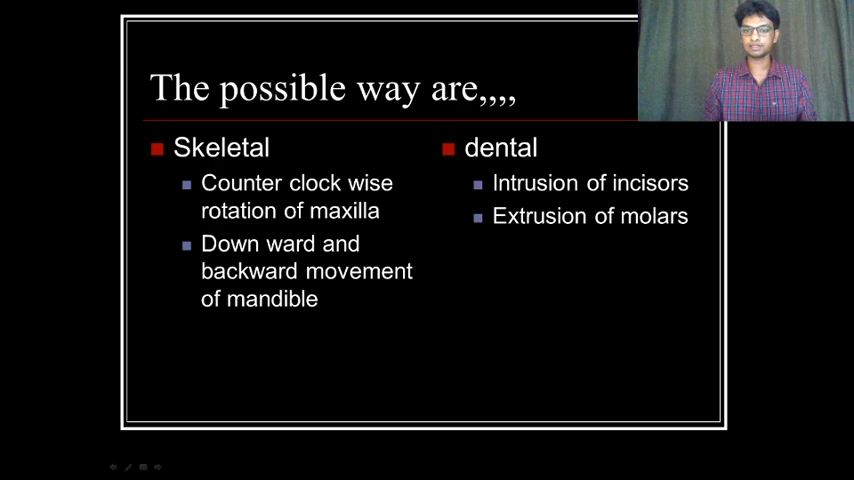 The possible way are,,,,
Skeletal
Counter clock wise
rotation of maxilla
Down ward and
backward movement
of mandible
dental
Intrusion of incisors
Extrusion of molars